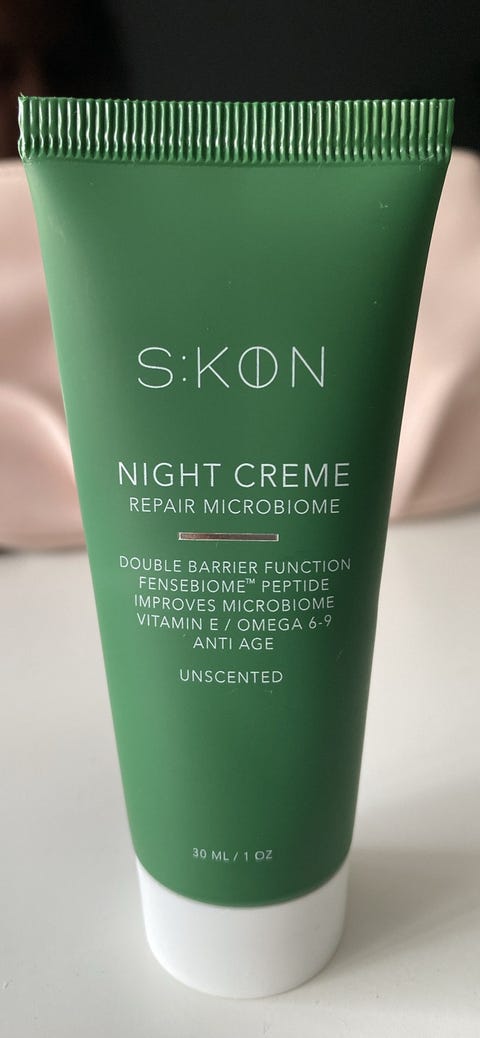 S:KON
NIGHT CREME
REPAIR MICROBIOME
DOUBLE BARRIER FUNCTION
FENSEBIOME™ PEPTIDE
IMPROVES MICROBIOME
VITAMIN E / OMEGA 6-9
ANTI AGE
UNSCENTED
30 ML / 1 OZ